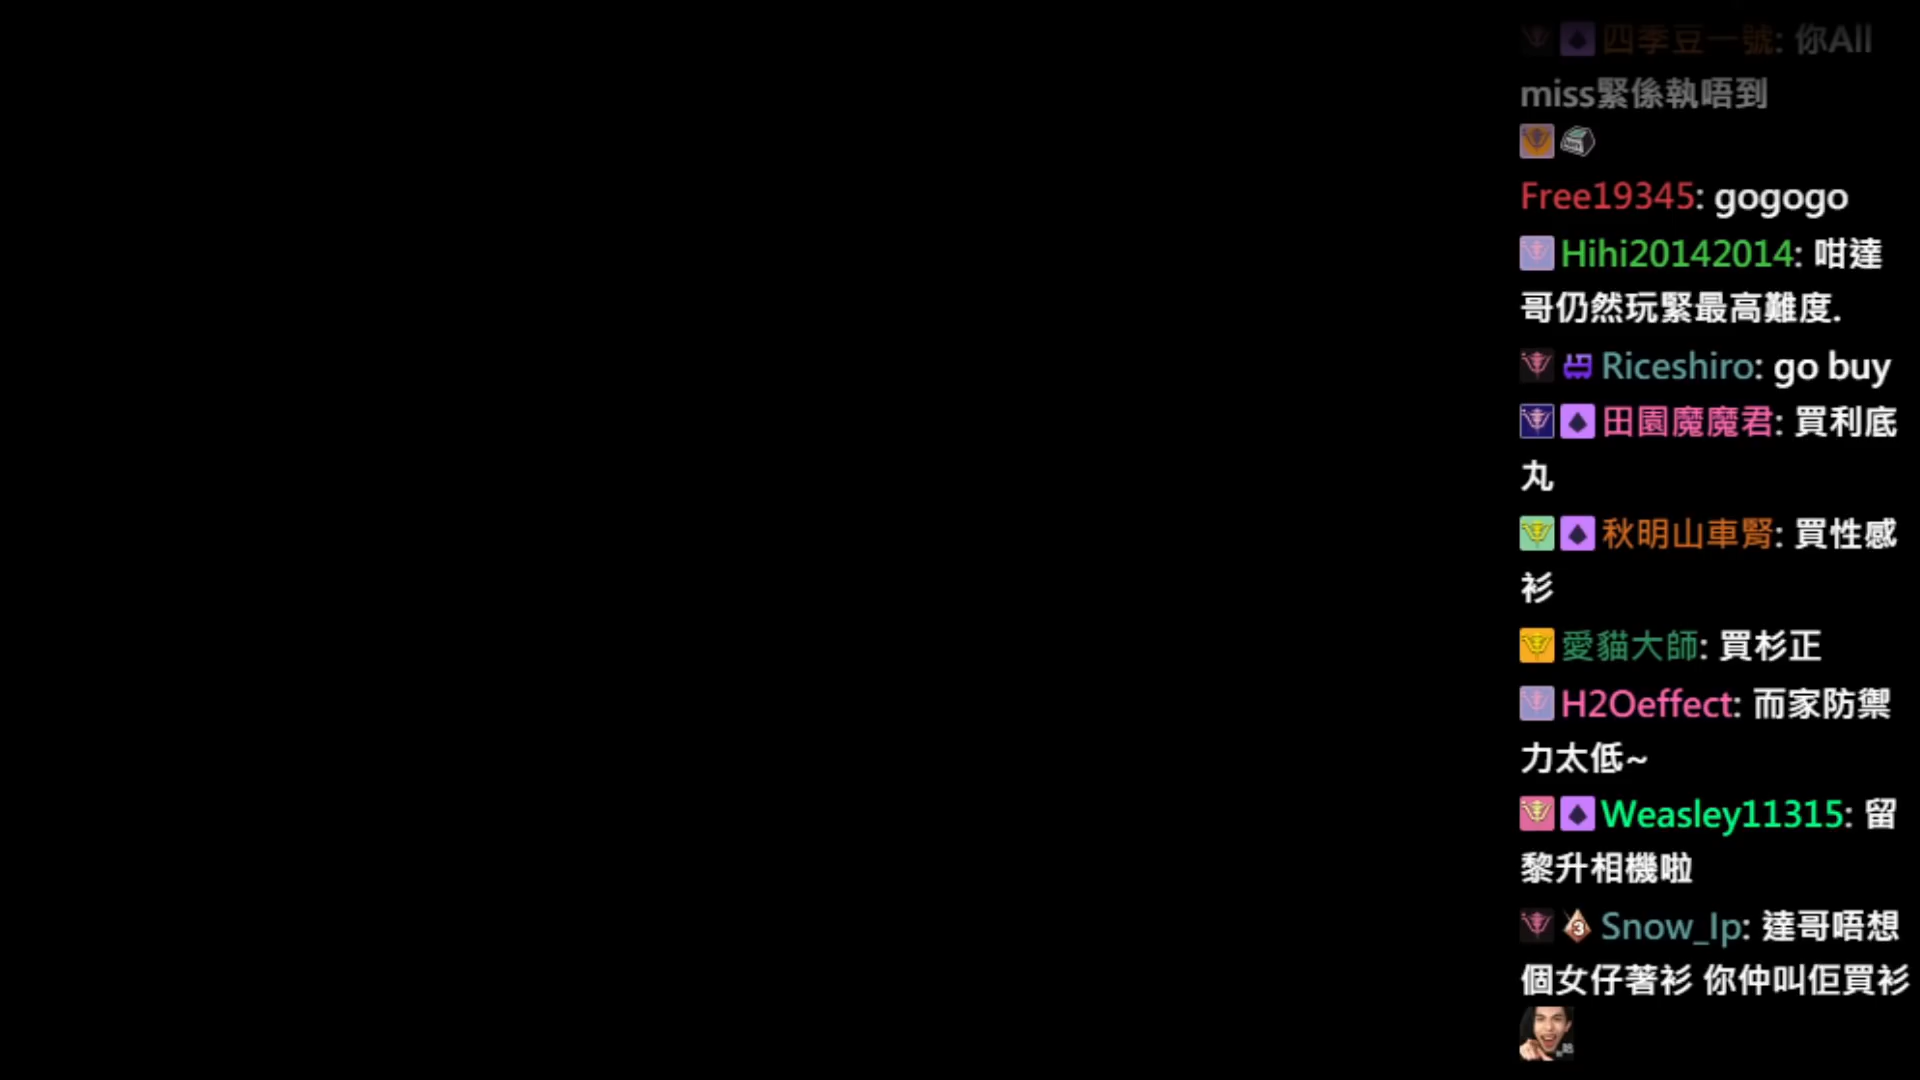 四季豆一號: 你All
miss緊係執唔到
Free19345: gogogo
Hihi20142014: 咁達
哥仍然玩緊最高難度.
Riceshiro: go buy
田園魔魔君: 買利底
丸
秋明山車腎: 買性感
衫
愛貓大師: 買杉正
H2Oeffect: 而家防禦
力太低~
Weasley11315: 留
黎升相機啦
Snow_Ip: 達哥唔想
個女仔著衫 你仲叫佢買衫